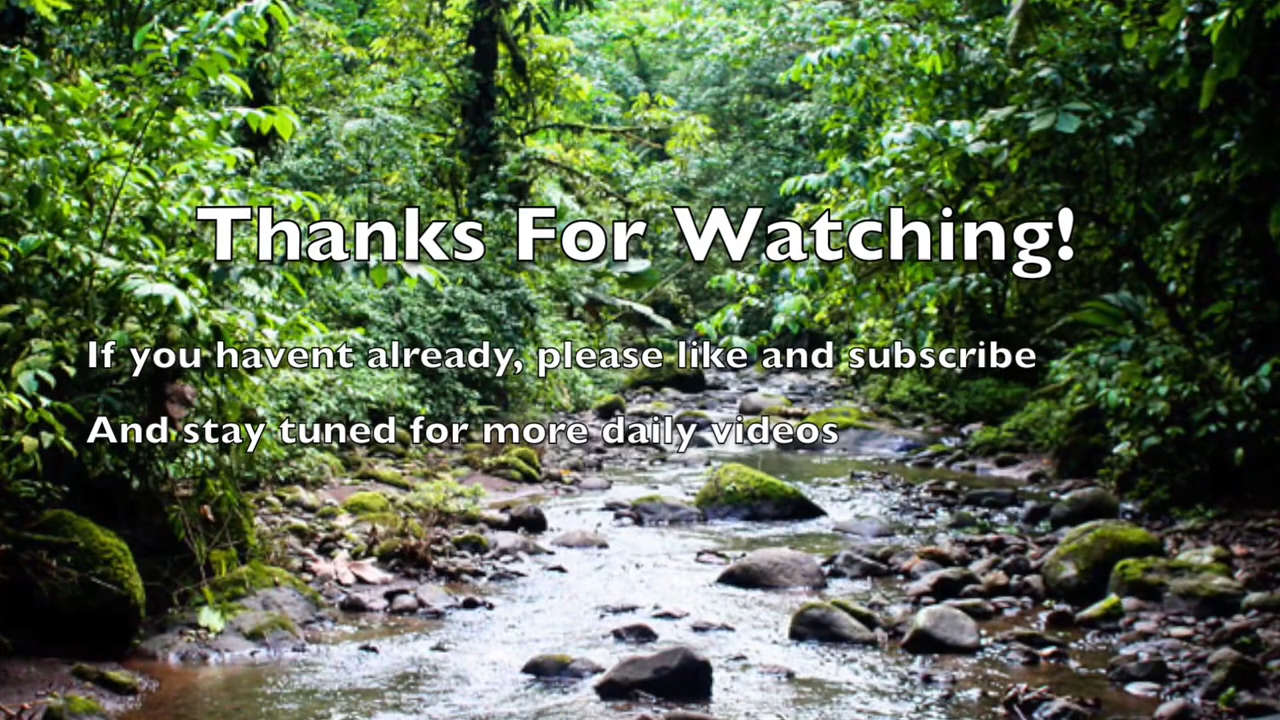 Thanks For Watching!
If you havent already, please like and subscribe
And stay tuned for more daily videos